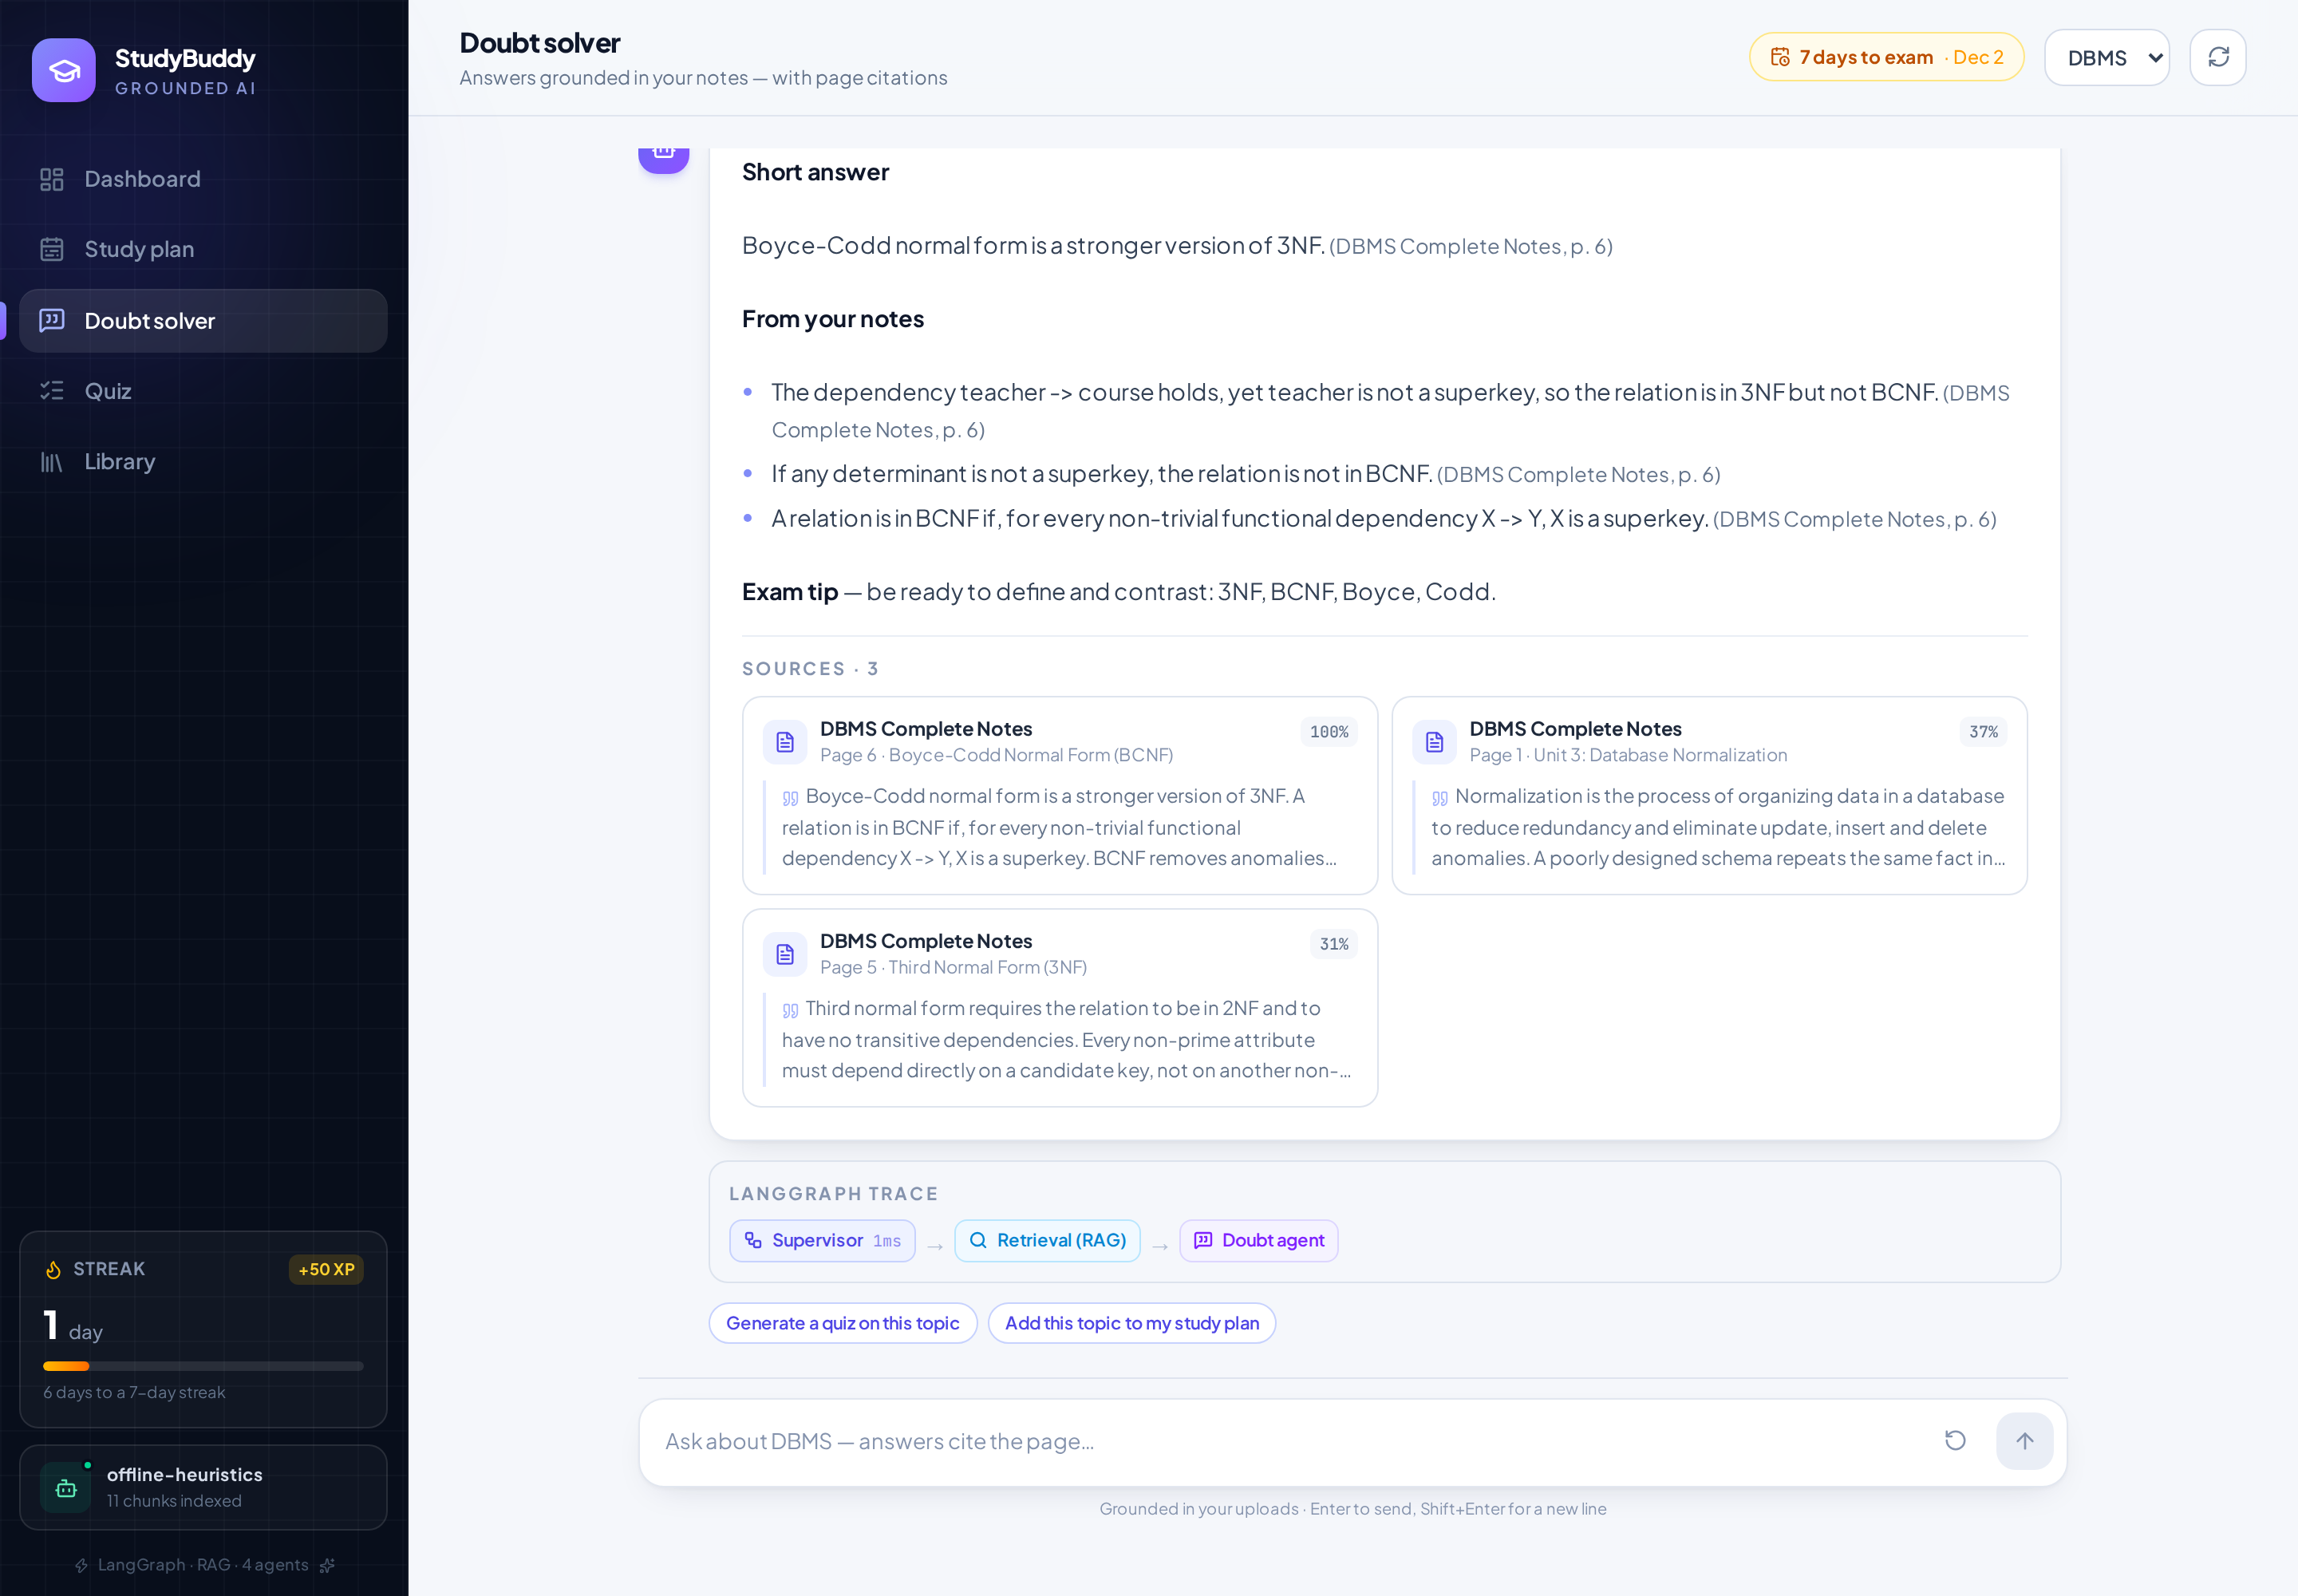 StudyBuddy
GROUNDED AI
Dashboard
Study plan
Doubt solver
Quiz
Library
STREAK
+50 XP
1 day
6 days to a 7-day streak
offline-heuristics
11 chunks indexed
LangGraph · RAG · 4 agents
Doubt solver
Answers grounded in your notes — with page citations
7 days to exam · Dec 2
DBMS
Short answer
Boyce-Codd normal form is a stronger version of 3NF. (DBMS Complete Notes, p. 6)
From your notes
• The dependency teacher -> course holds, yet teacher is not a superkey, so the relation is in 3NF but not BCNF. (DBMS
Complete Notes, p. 6)
• If any determinant is not a superkey, the relation is not in BCNF. (DBMS Complete Notes, p. 6)
• A relation is in BCNF if, for every non-trivial functional dependency X -> Y, X is a superkey. (DBMS Complete Notes, p. 6)
Exam tip — be ready to define and contrast: 3NF, BCNF, Boyce, Codd.
SOURCES · 3
DBMS Complete Notes
100%
Page 6 · Boyce-Codd Normal Form (BCNF)
Boyce-Codd normal form is a stronger version of 3NF. A
relation is in BCNF if, for every non-trivial functional
dependency X -> Y, X is a superkey. BCNF removes anomalies...
DBMS Complete Notes
37%
Page 1 · Unit 3: Database Normalization
Normalization is the process of organizing data in a database
to reduce redundancy and eliminate update, insert and delete
anomalies. A poorly designed schema repeats the same fact in...
DBMS Complete Notes
31%
Page 5 · Third Normal Form (3NF)
Third normal form requires the relation to be in 2NF and to
have no transitive dependencies. Every non-prime attribute
must depend directly on a candidate key, not on another non-...
LANGGRAPH TRACE
Supervisor 1ms → Retrieval (RAG) → Doubt agent
Generate a quiz on this topic
Add this topic to my study plan
Ask about DBMS — answers cite the page...
Grounded in your uploads · Enter to send, Shift+Enter for a new line